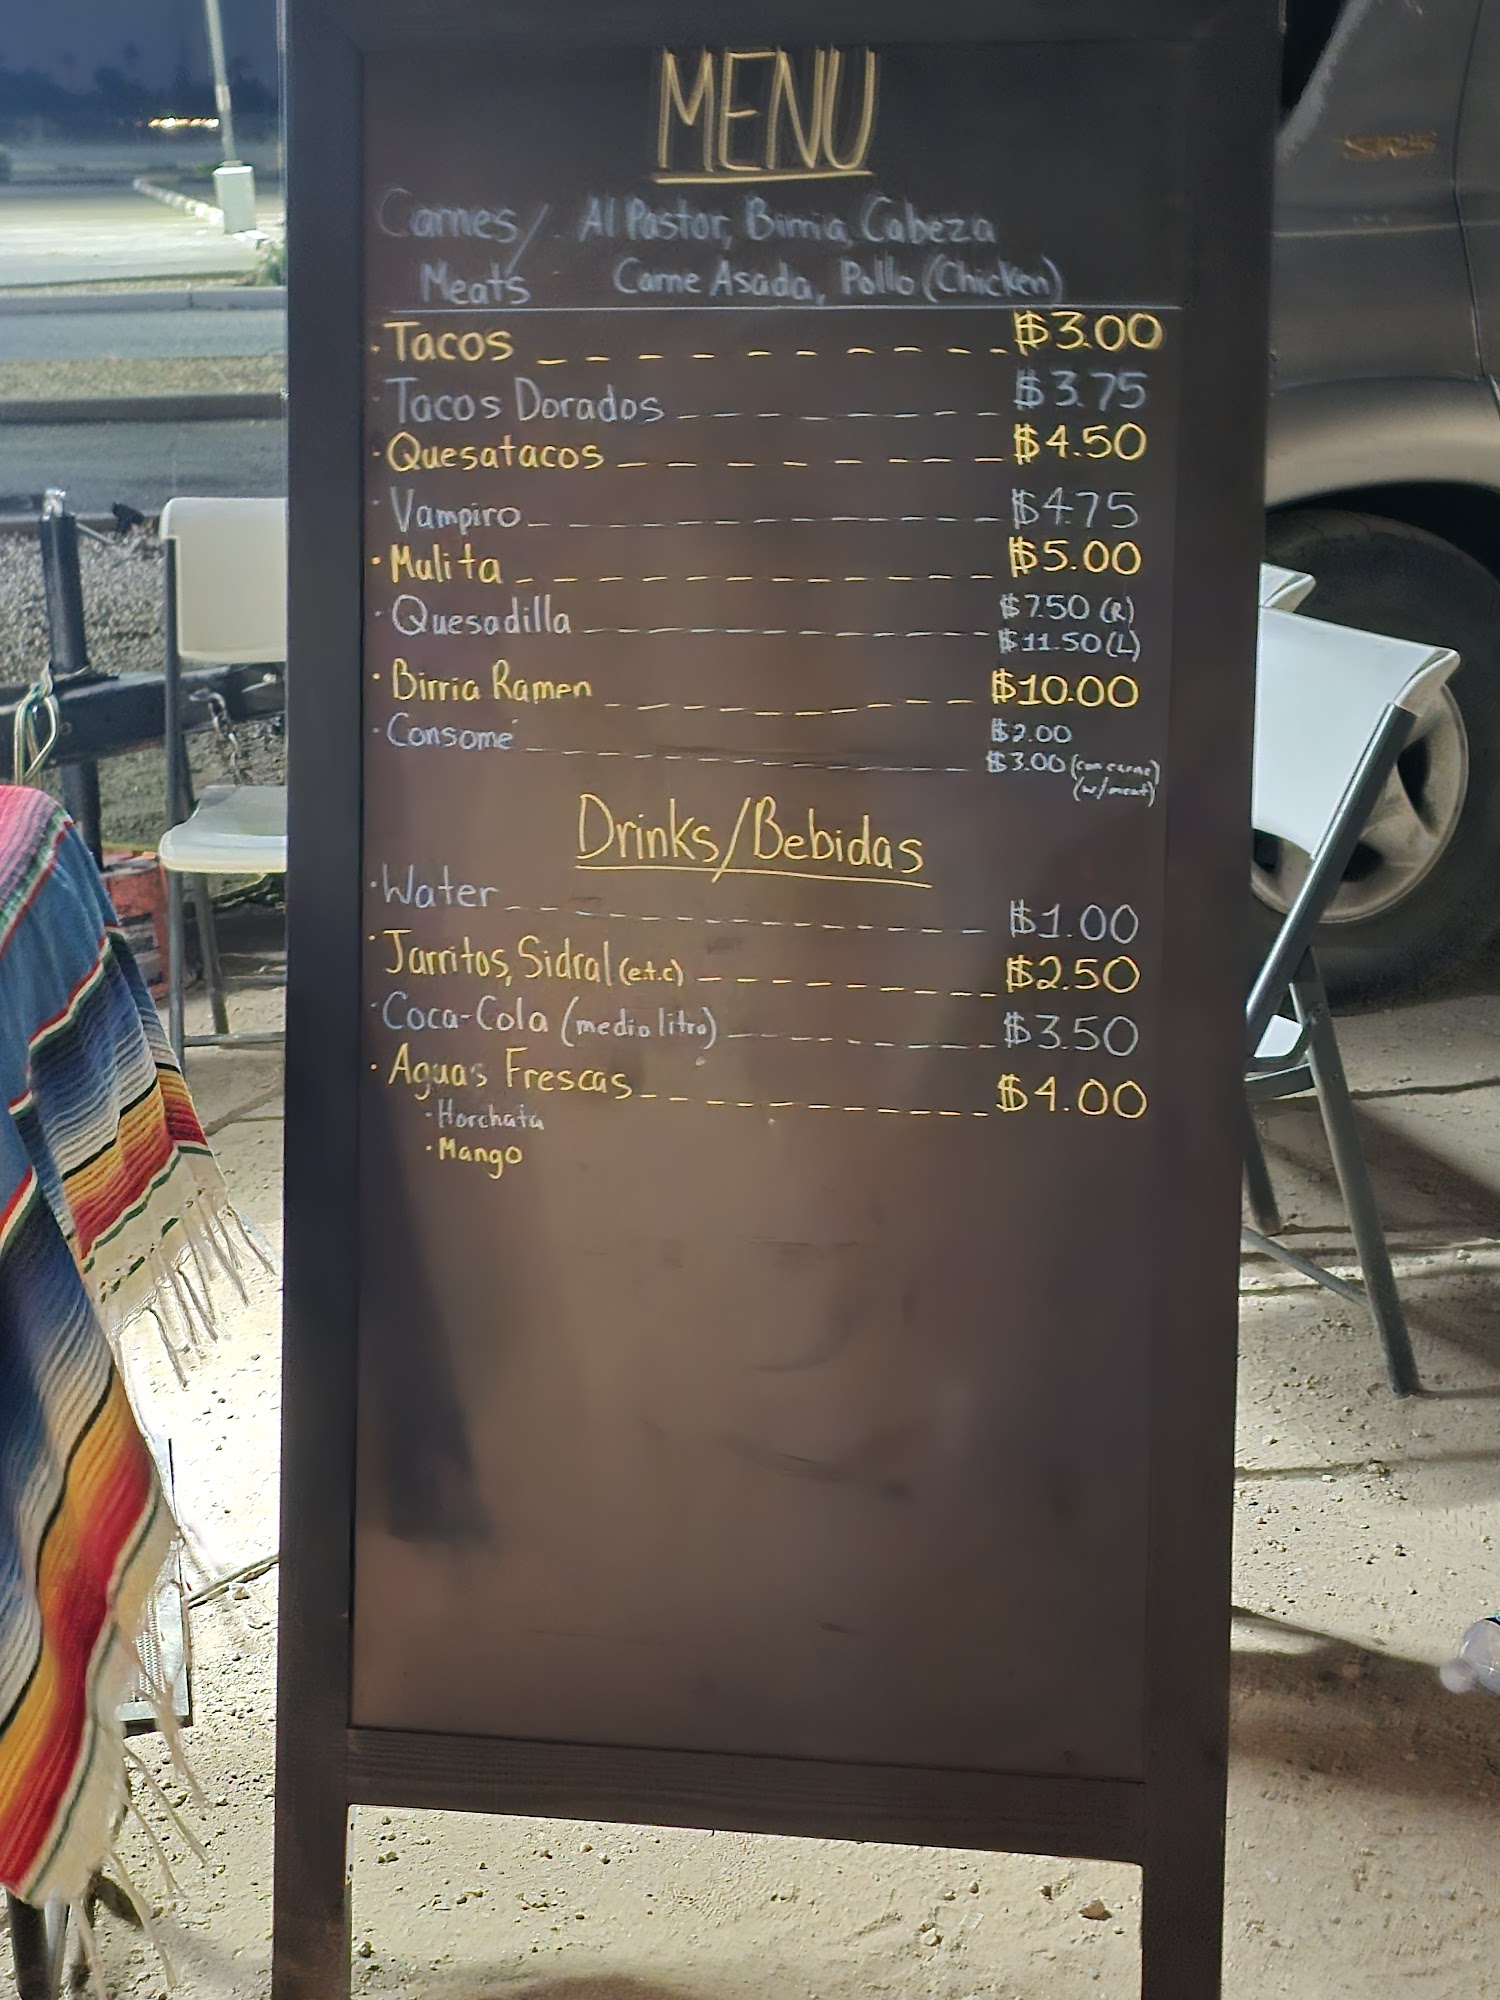 MENU
Carnes/ Al Pastor, Birria, Cabeza
Meats Carne Asada, Pollo (Chicken)
· Tacos $3.00
· Tacos Dorados $3.75
· Quesatacos $4.50
· Vampiro $4.75
· Mulita $5.00
· Quesadilla $7.50 (R)
$11.50 (L)
· Birria Ramen $10.00
· Consomé $2.00
$3.00 (con carne)
(w/meat)
Drinks/Bebidas
· Water $1.00
· Jarritos, Sidral (e.t.c) $2.50
· Coca-Cola (medio litro) $3.50
· Aguas Frescas $4.00
· Horchata
· Mango
SR5